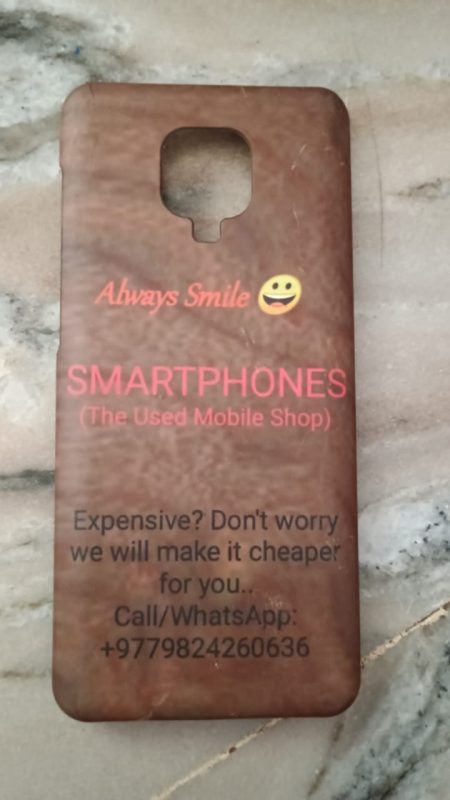 Always Smile 😀
SMARTPHONES
(The Used Mobile Shop)
Expensive? Don't worry
we will make it cheaper
for you..
Call/WhatsApp:
+9779824260636